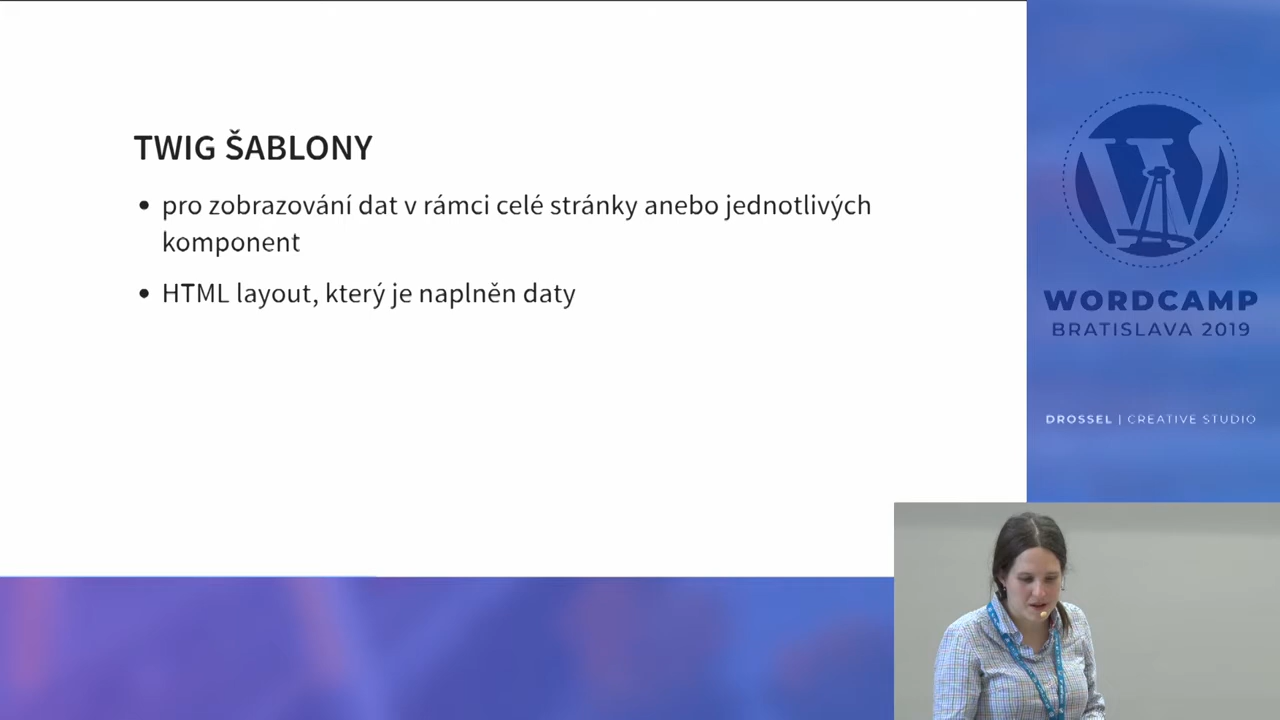 TWIG ŠABLONY
• pro zobrazování dat v rámci celé stránky anebo jednotlivých
komponent
• HTML layout, který je naplněn daty
WORDCAMP
BRATISLAVA 2019
DROSSEL | CREATIVE STUDIO